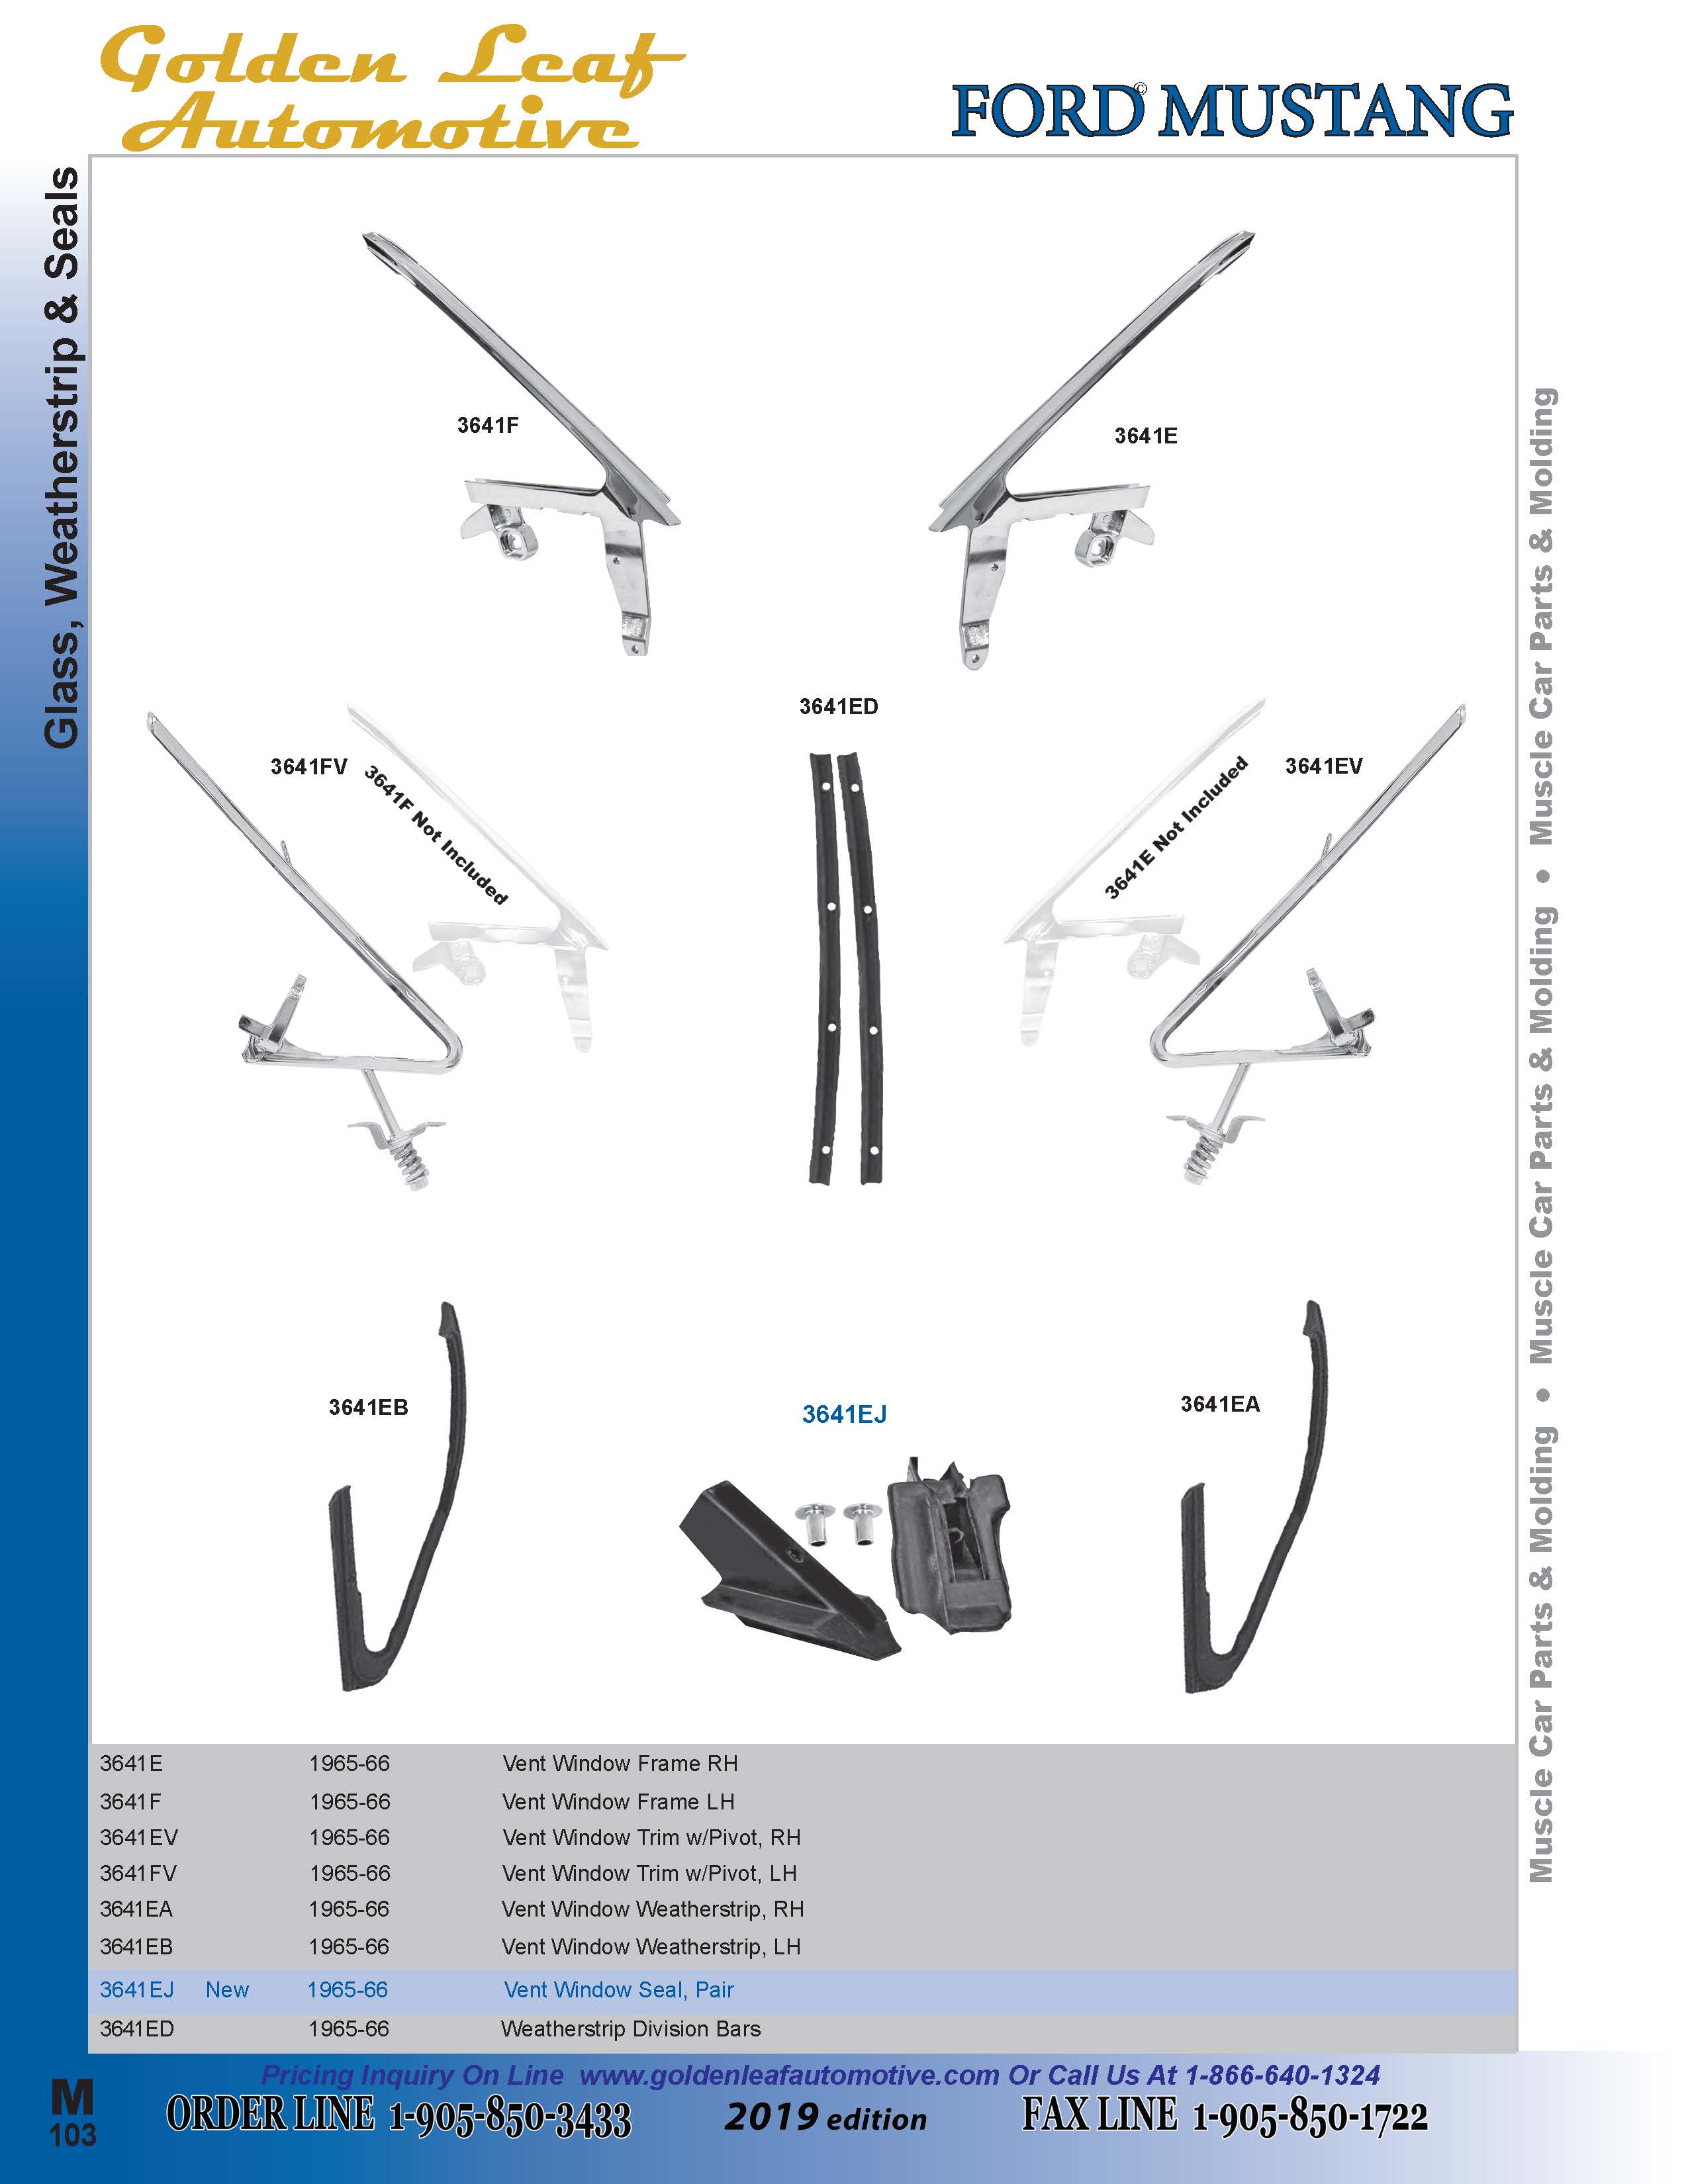 Golden Leaf
Automotive
FORD© MUSTANG
Glass, Weatherstrip & Seals
3641F
3641E
3641ED
3641FV
3641F Not Included
3641E Not Included
3641EV
3641EB
3641EJ
3641EA
Muscle Car Parts & Molding • Muscle Car Parts & Molding • Muscle Car Parts & Molding
3641E 1965-66 Vent Window Frame RH
3641F 1965-66 Vent Window Frame LH
3641EV 1965-66 Vent Window Trim w/Pivot, RH
3641FV 1965-66 Vent Window Trim w/Pivot, LH
3641EA 1965-66 Vent Window Weatherstrip, RH
3641EB 1965-66 Vent Window Weatherstrip, LH
3641EJ New 1965-66 Vent Window Seal, Pair
3641ED 1965-66 Weatherstrip Division Bars
Pricing Inquiry On Line www.goldenleafautomotive.com Or Call Us At 1-866-640-1324
M
103
ORDER LINE 1-905-850-3433
2019 edition
FAX LINE 1-905-850-1722